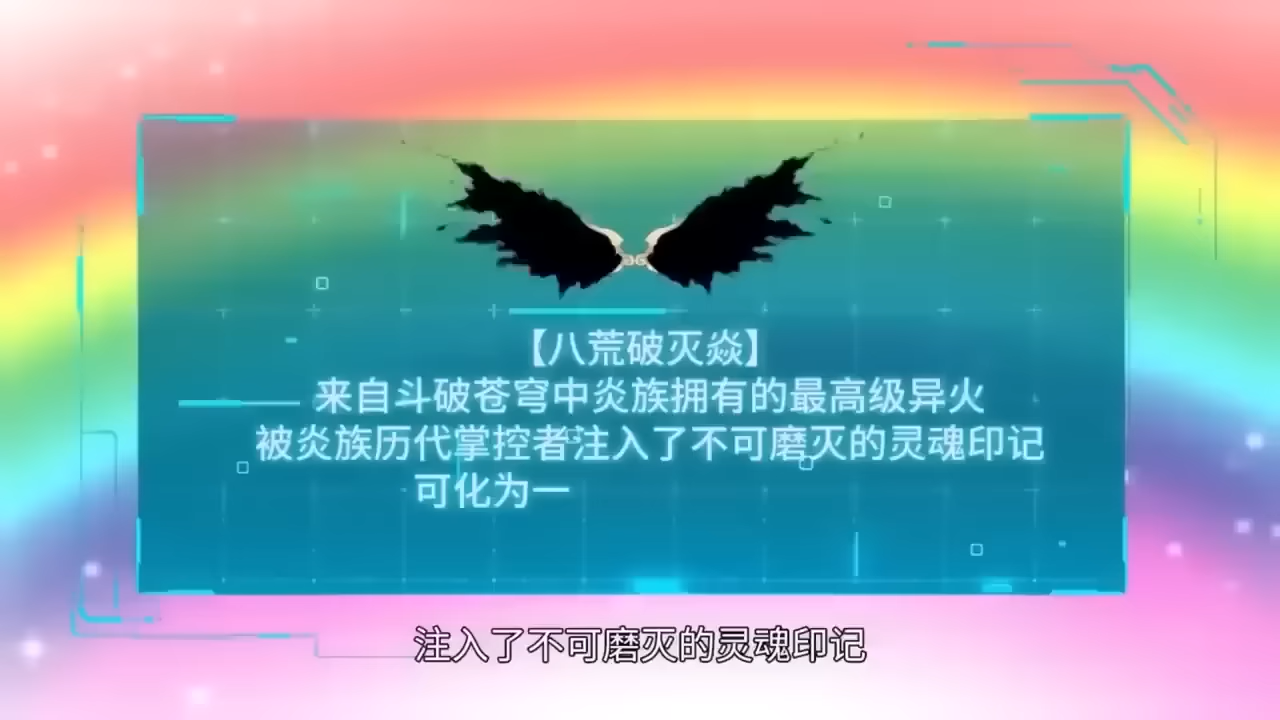 【八荒破灭焱】
来自斗破苍穹中炎族拥有的最高级异火
被炎族历代掌控者注入了不可磨灭的灵魂印记
可化为一
注入了不可磨灭的灵魂印记